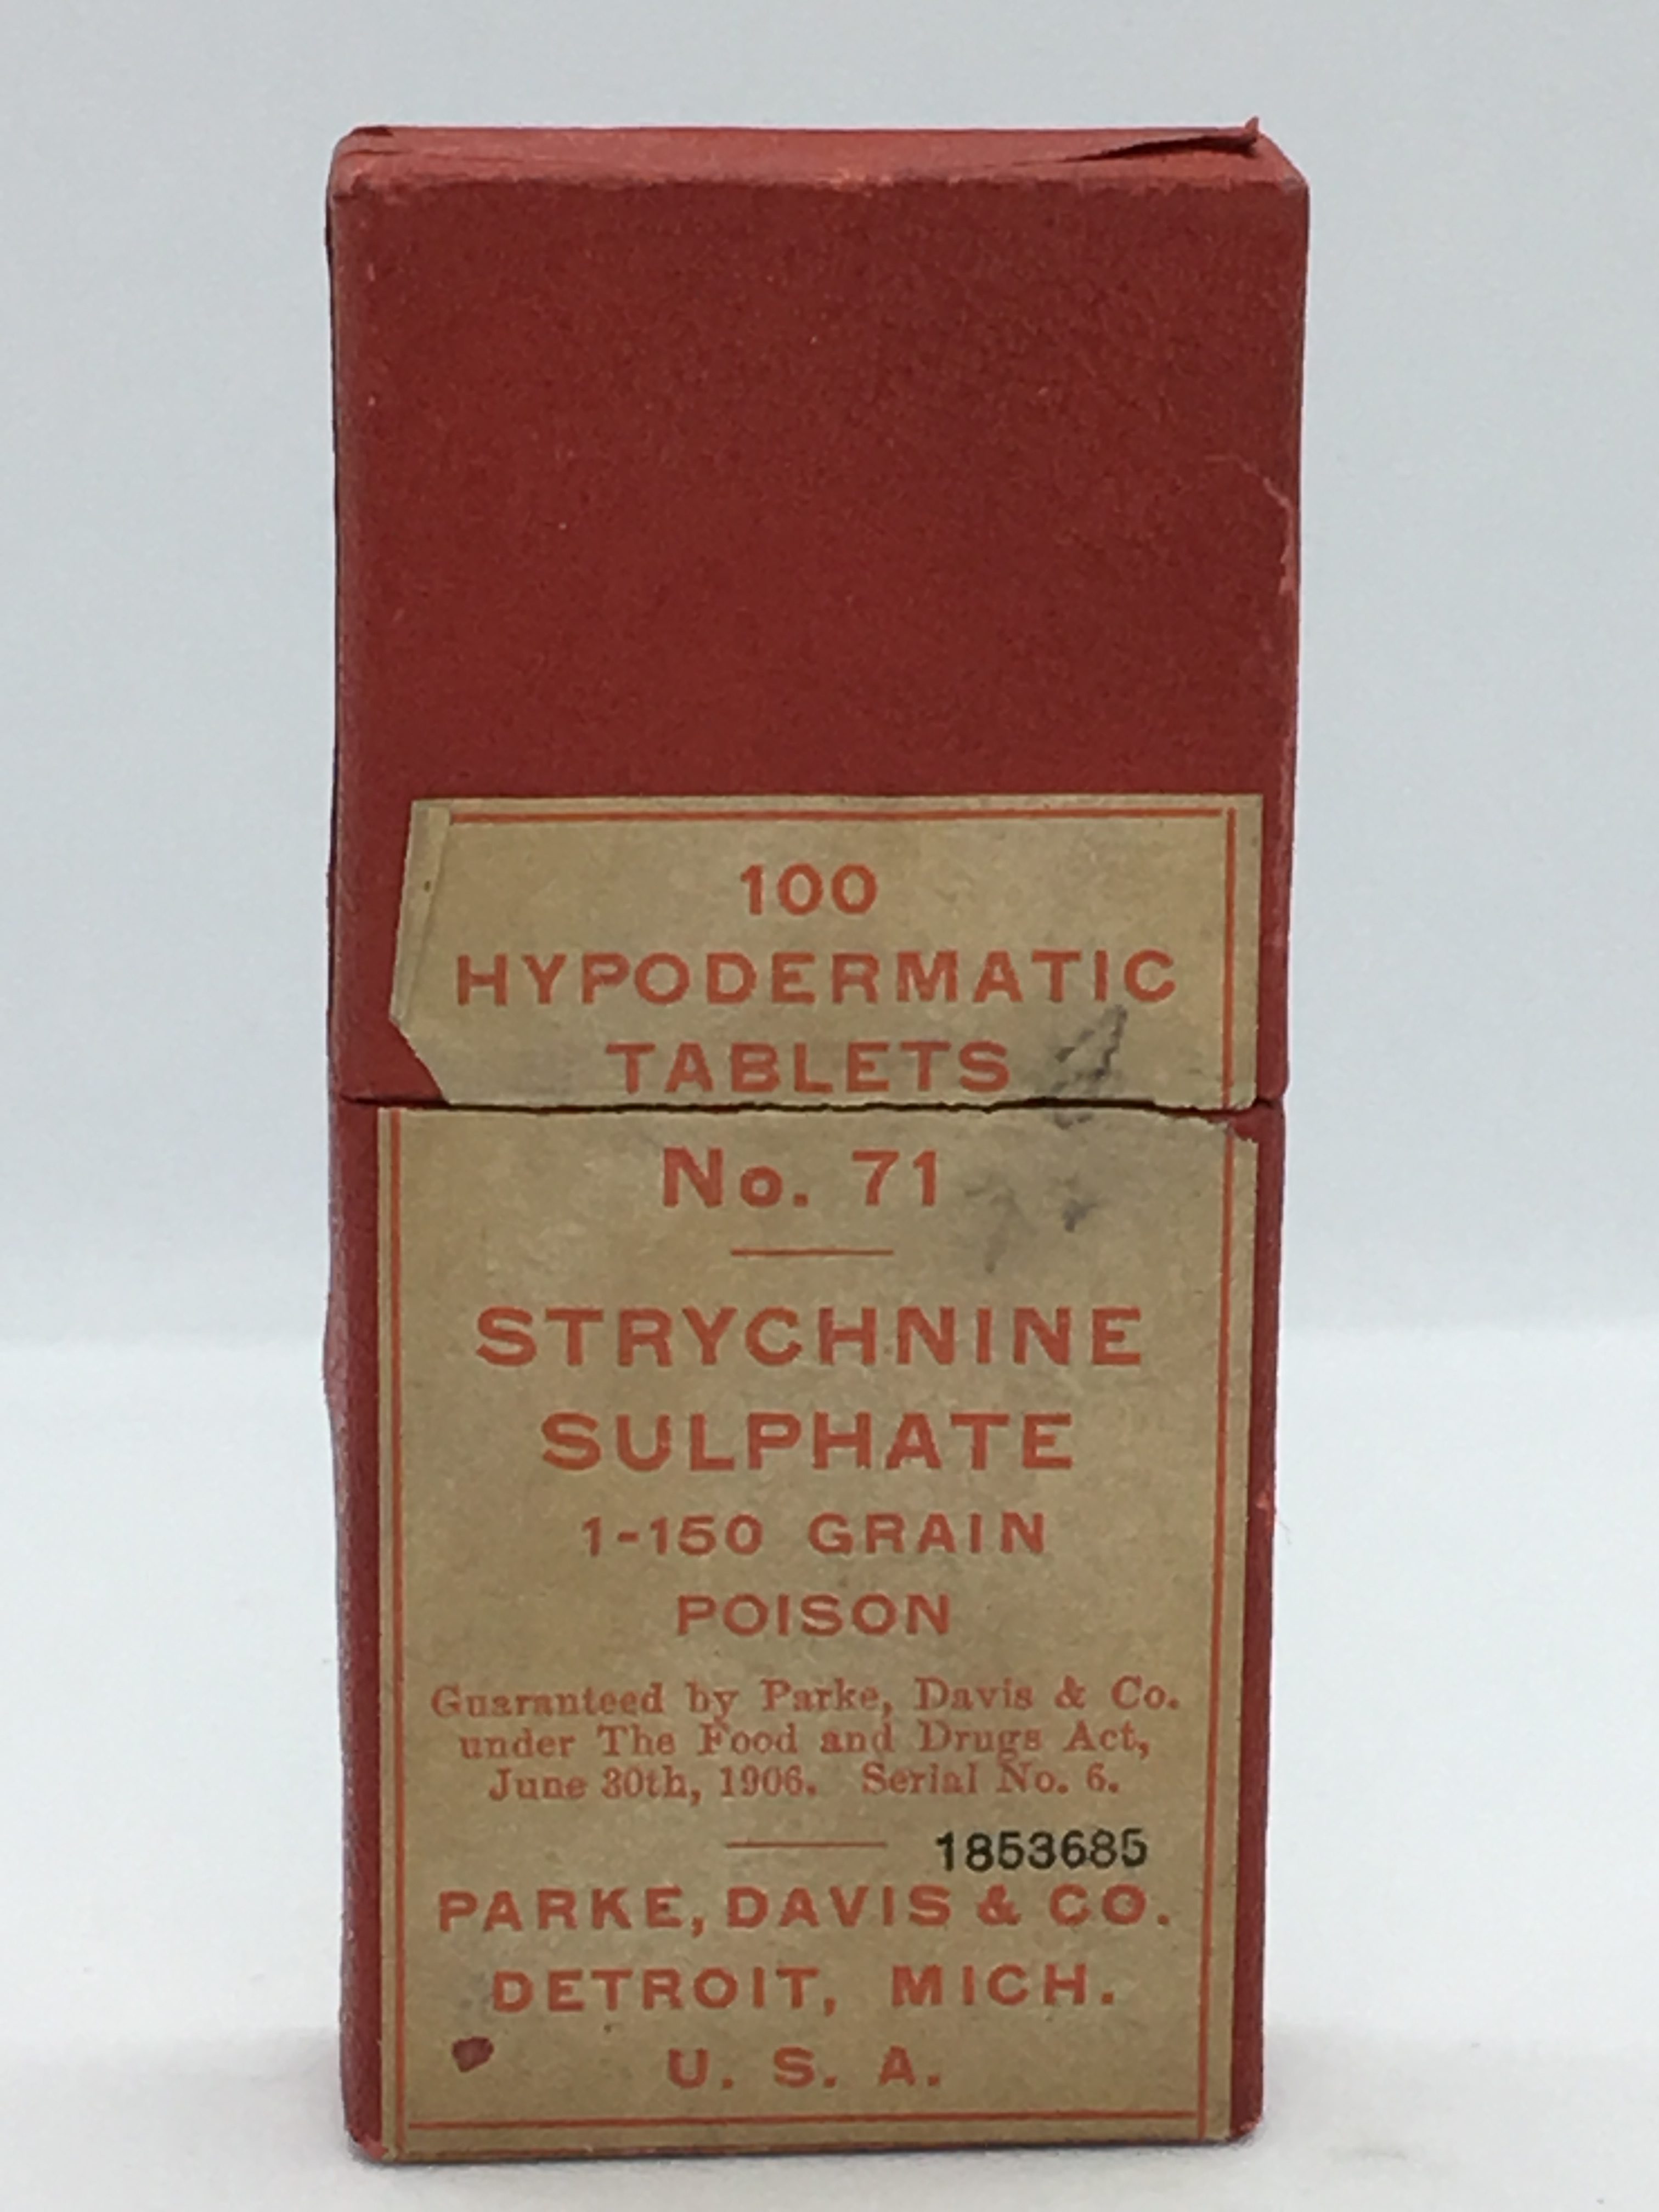 100
HYPODERMATIC
TABLETS
No. 71
STRYCHNINE
SULPHATE
1-150 GRAIN
POISON
Guaranteed by Parke, Davis & Co.
under The Food and Drugs Act,
June 30th, 1906. Serial No. 6.
1853685
PARKE, DAVIS & CO.
DETROIT, MICH.
U. S. A.